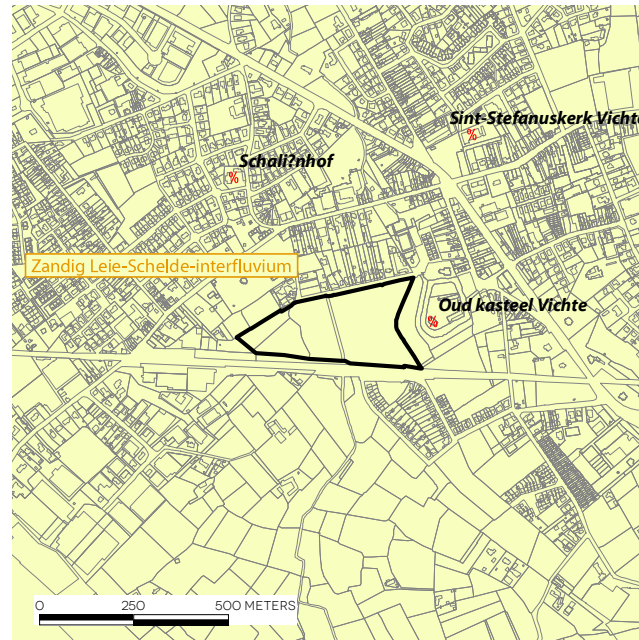 Sint-Stefanuskerk Vichte
%
Schali?nhof
%
Zandig Leie-Schelde-interfluvium
Oud kasteel Vichte
%
0 250 500 METERS